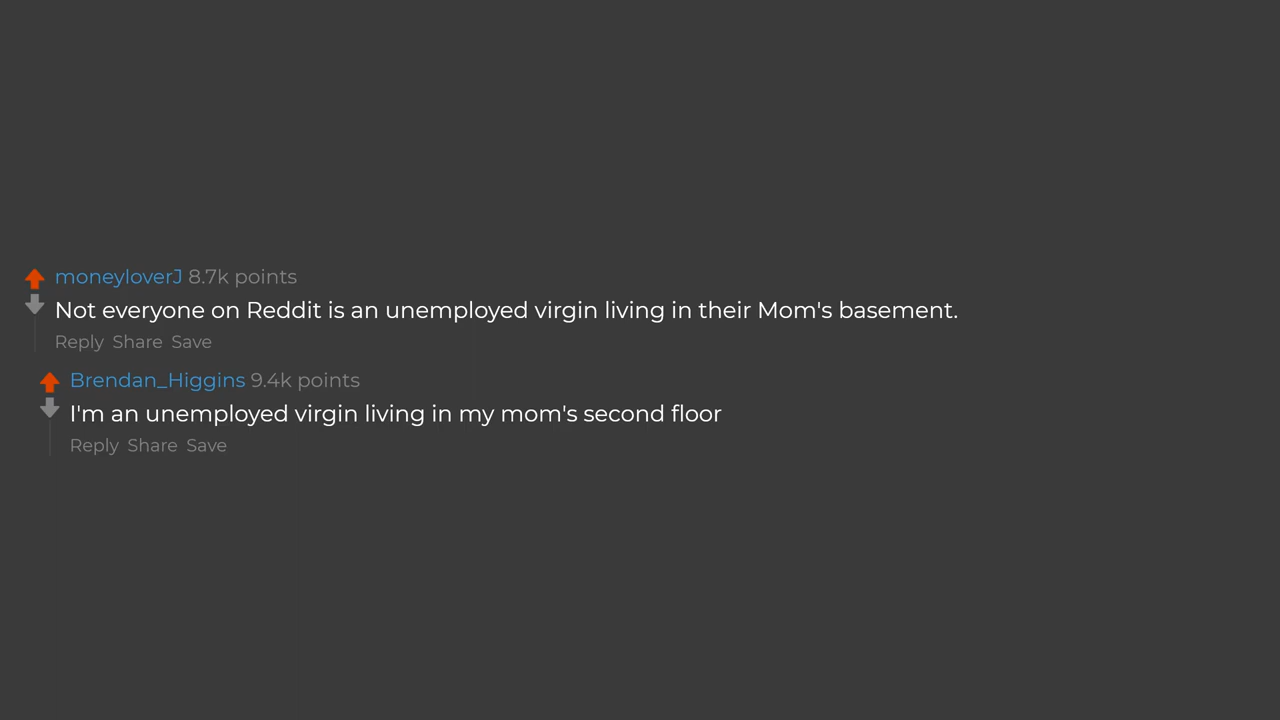 moneyloverJ 8.7k points
Not everyone on Reddit is an unemployed virgin living in their Mom's basement.
Reply Share Save
Brendan_Higgins 9.4k points
I'm an unemployed virgin living in my mom's second floor
Reply Share Save